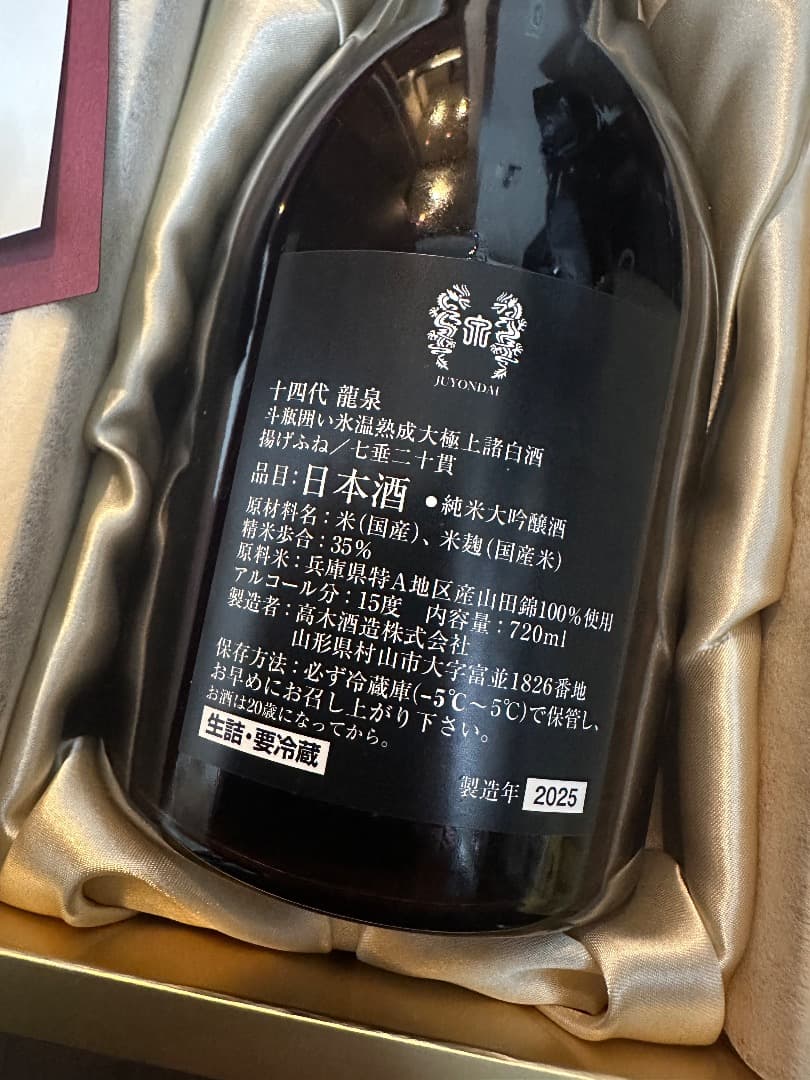 JUYONDAI
十四代 龍泉
斗瓶囲い氷温熟成大極上諸白酒
揚げふね／七垂二十貫
品目：日本酒 ●純米大吟醸酒
原材料名：米（国産）、米麹（国産米）
精米歩合：35％
原料米：兵庫県特A地区産山田錦100％使用
アルコール分：15度 内容量：720ml
製造者：高木酒造株式会社
山形県村山市大字富並1826番地
保存方法：必ず冷蔵庫（−5℃〜5℃）で保管し、
お早めにお召し上がり下さい。
お酒は20歳になってから。
生詰・要冷蔵
製造年 2025